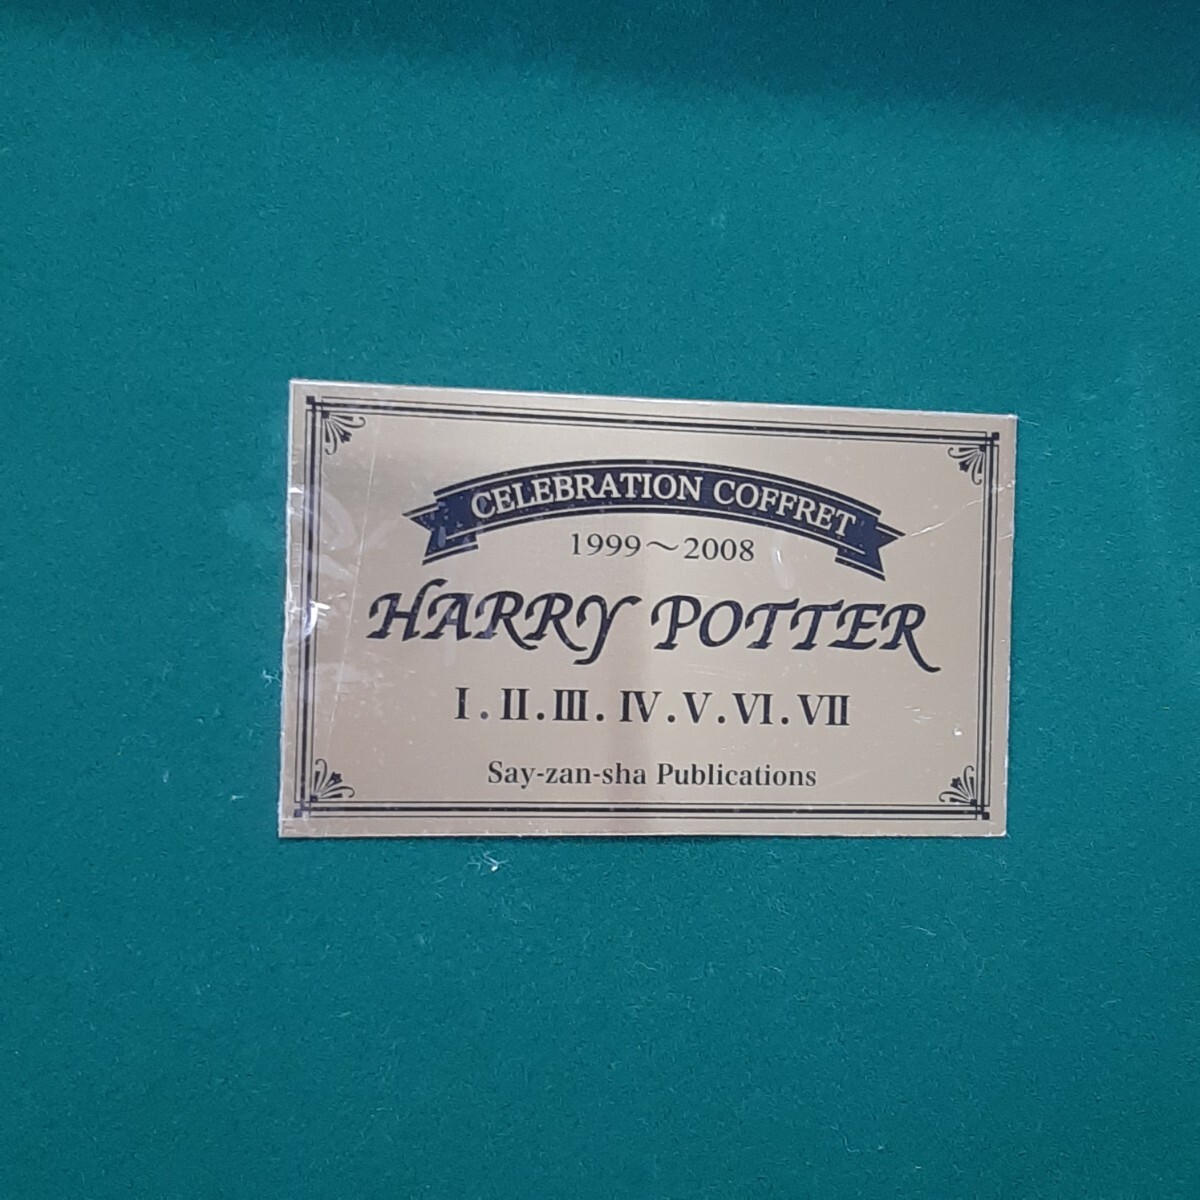 CELEBRATION COFFRET
1999～2008
HARRY POTTER
I.II.III.IV.V.VI.VII
Say-zan-sha Publications